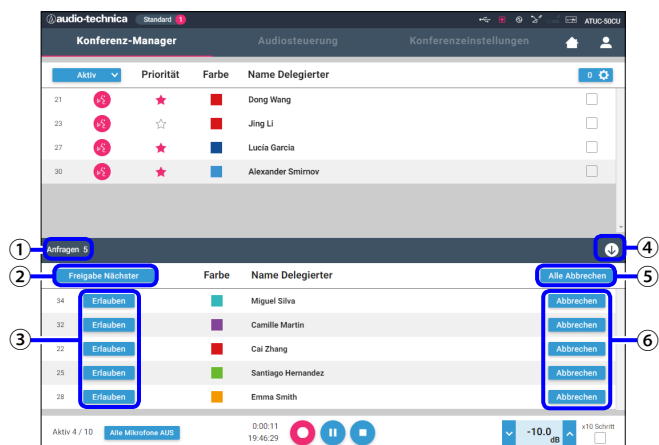 audio-technica Standard 1 ATUC-50CU
Konferenz-Manager Audiosteuerung Konferenzeinstellungen
Aktiv Priorität Farbe Name Delegierter 0
21 Dong Wang
23 Jing Li
27 Lucía Garcia
30 Alexander Smirnov
① Anfragen 5 ④
② Freigabe Nächster Farbe Name Delegierter Alle Abbrechen ⑤
34 Erlauben Miguel Silva Abbrechen
32 Erlauben Camille Martin Abbrechen
③ 22 Erlauben Cai Zhang Abbrechen ⑥
25 Erlauben Santiago Hernandez Abbrechen
28 Erlauben Emma Smith Abbrechen
Aktiv 4 / 10 Alle Mikrofone AUS 0:00:11 -10.0 x10 Schritt
19:46:29 dB